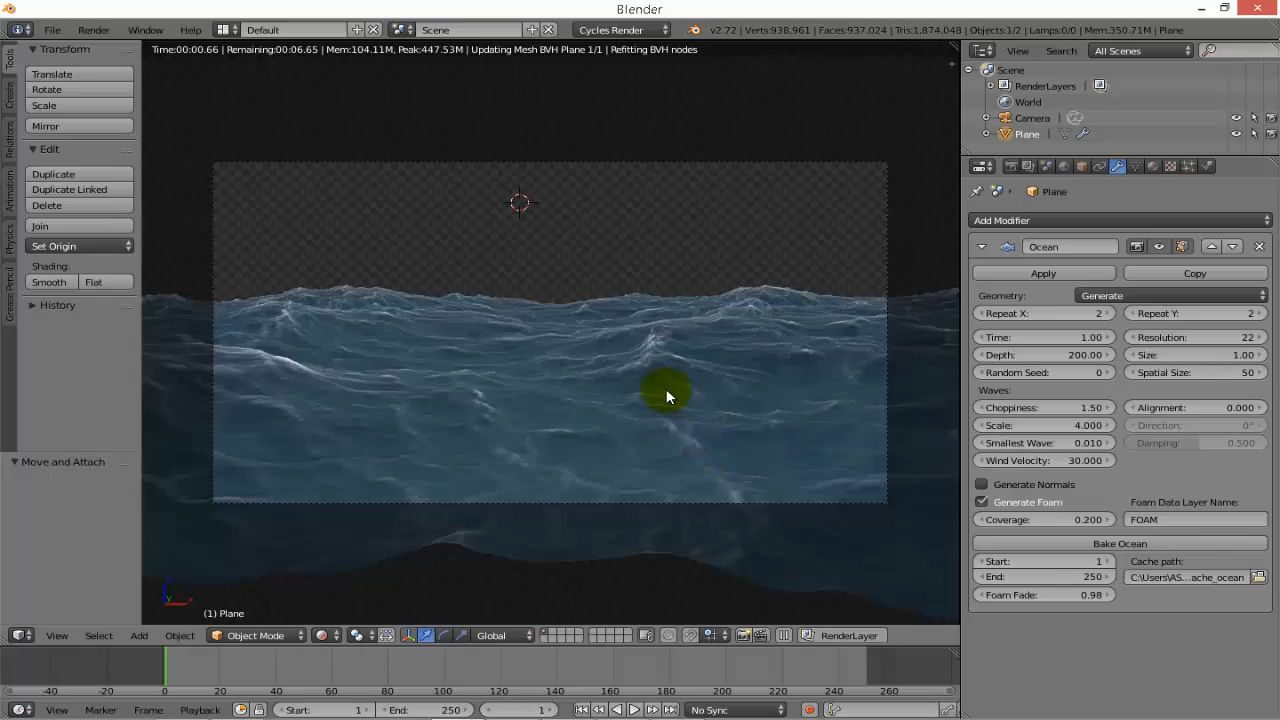 Blender
File Render Window Help Default Scene Cycles Render v2.72 | Verts:938,961 | Faces:937,024 | Tris:1,874,048 | Objects:1/2 | Lamps:0/0 | Mem:350.71M | Plane
Time:00:00.66 | Remaining:00:06.65 | Mem:104.11M, Peak:447.53M | Updating Mesh BVH Plane 1/1 | Refitting BVH nodes
Tools
Create
Relations
Animation
Physics
Grease Pencil
Transform
Translate
Rotate
Scale
Mirror
Edit
Duplicate
Duplicate Linked
Delete
Join
Set Origin
Shading:
Smooth Flat
History
Move and Attach
(1) Plane
View Select Add Object Object Mode Global RenderLayer
-40 -20 0 20 40 60 80 100 120 140 160 180 200 220 240 260
View Marker Frame Playback Start: 1 End: 250 1 No Sync
View Search All Scenes
Scene
RenderLayers
World
Camera
Plane
Plane
Add Modifier
Ocean
Apply Copy
Geometry: Generate
Repeat X: 2 Repeat Y: 2
Time: 1.00 Resolution: 22
Depth: 200.00 Size: 1.00
Random Seed: 0 Spatial Size: 50
Waves:
Choppiness: 1.50 Alignment: 0.000
Scale: 4.000 Direction: 0°
Smallest Wave: 0.010 Damping: 0.500
Wind Velocity: 30.000
Generate Normals
Generate Foam Foam Data Layer Name:
Coverage: 0.200 FOAM
Bake Ocean
Start: 1 Cache path:
End: 250 C:\Users\AS...ache_ocean
Foam Fade: 0.98